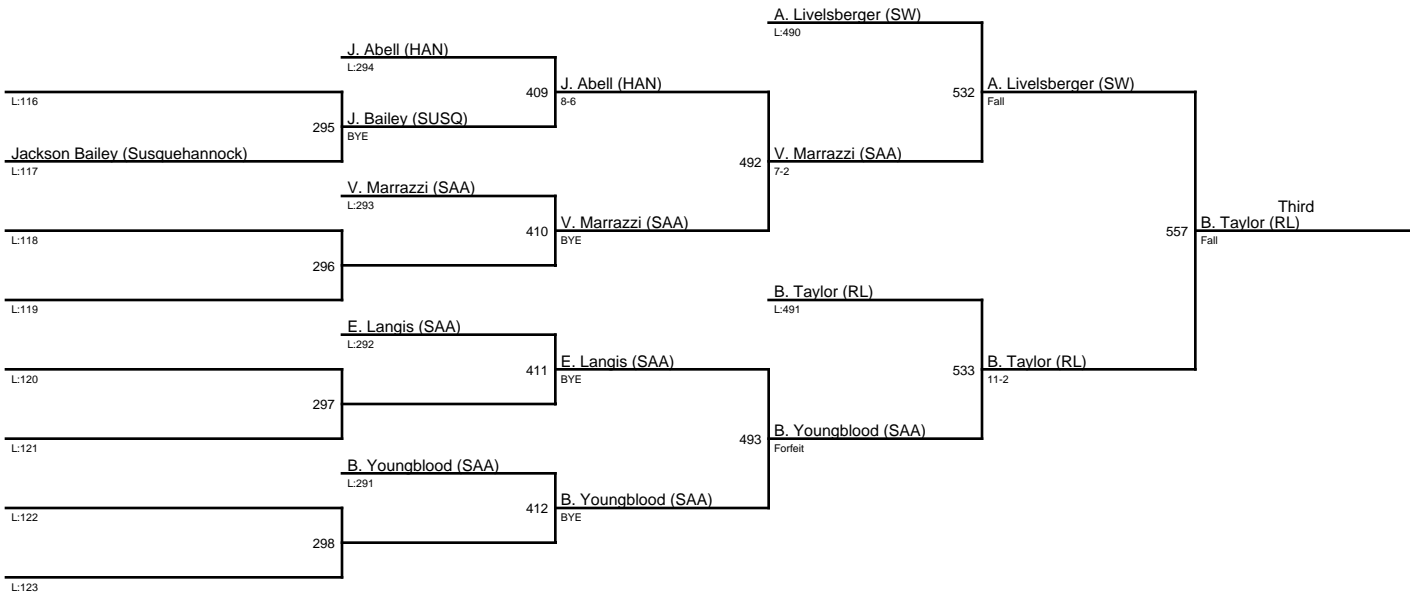 A. Livelsberger (SW)
L:490
J. Abell (HAN)
L:294
409
J. Abell (HAN)
8-6
532
A. Livelsberger (SW)
Fall
L:116
295
J. Bailey (SUSQ)
BYE
Jackson Bailey (Susquehannock)
L:117
492
V. Marrazzi (SAA)
7-2
V. Marrazzi (SAA)
L:293
Third
L:118
410
V. Marrazzi (SAA)
BYE
557
B. Taylor (RL)
Fall
296
L:119
B. Taylor (RL)
L:491
E. Langis (SAA)
L:292
L:120
411
E. Langis (SAA)
BYE
533
B. Taylor (RL)
11-2
297
L:121
493
B. Youngblood (SAA)
Forfeit
B. Youngblood (SAA)
L:291
L:122
412
B. Youngblood (SAA)
BYE
298
L:123